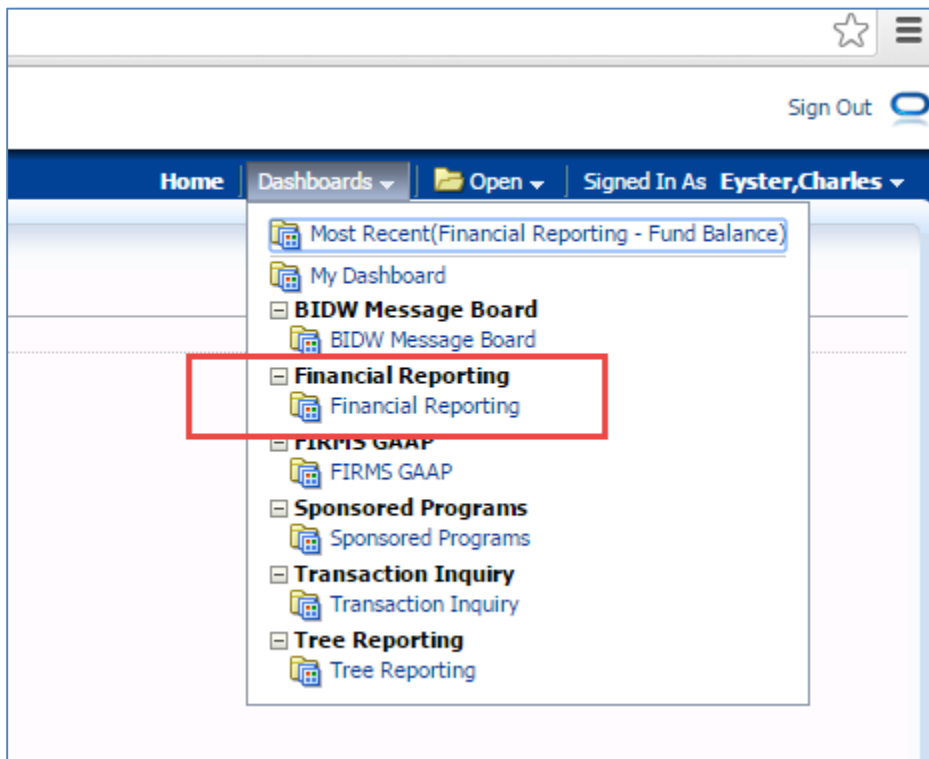 Sign Out
Home Dashboards Open Signed In As Eyster,Charles
Most Recent(Financial Reporting - Fund Balance)
My Dashboard
BIDW Message Board
BIDW Message Board
Financial Reporting
Financial Reporting
FIRMS GAAP
FIRMS GAAP
Sponsored Programs
Sponsored Programs
Transaction Inquiry
Transaction Inquiry
Tree Reporting
Tree Reporting